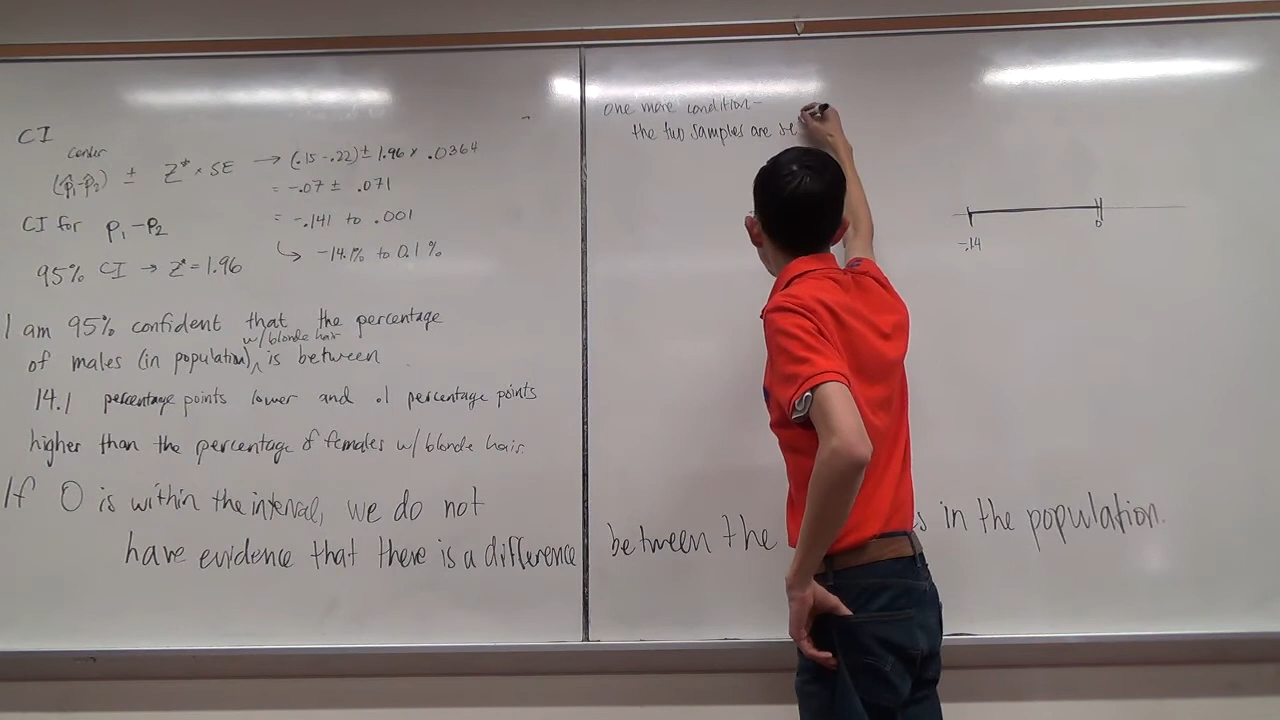 CI
center
(p̂₁-p̂₂) ± Z* × SE → (.15-.22) ± 1.96 × .0364
= -.07 ± .071
CI for p₁-p₂
= -.141 to .001
↳ -14.1% to 0.1%
95% CI → Z* = 1.96
I am 95% confident that the percentage
w/blonde hair
of males (in population)^ is between
14.1 percentage points lower and .1 percentage points
higher than the percentage of females w/ blonde hair.
If 0 is within the interval, we do not
have evidence that there is a difference
one more condition-
the two samples are
-.14
0
between the
s in the population.